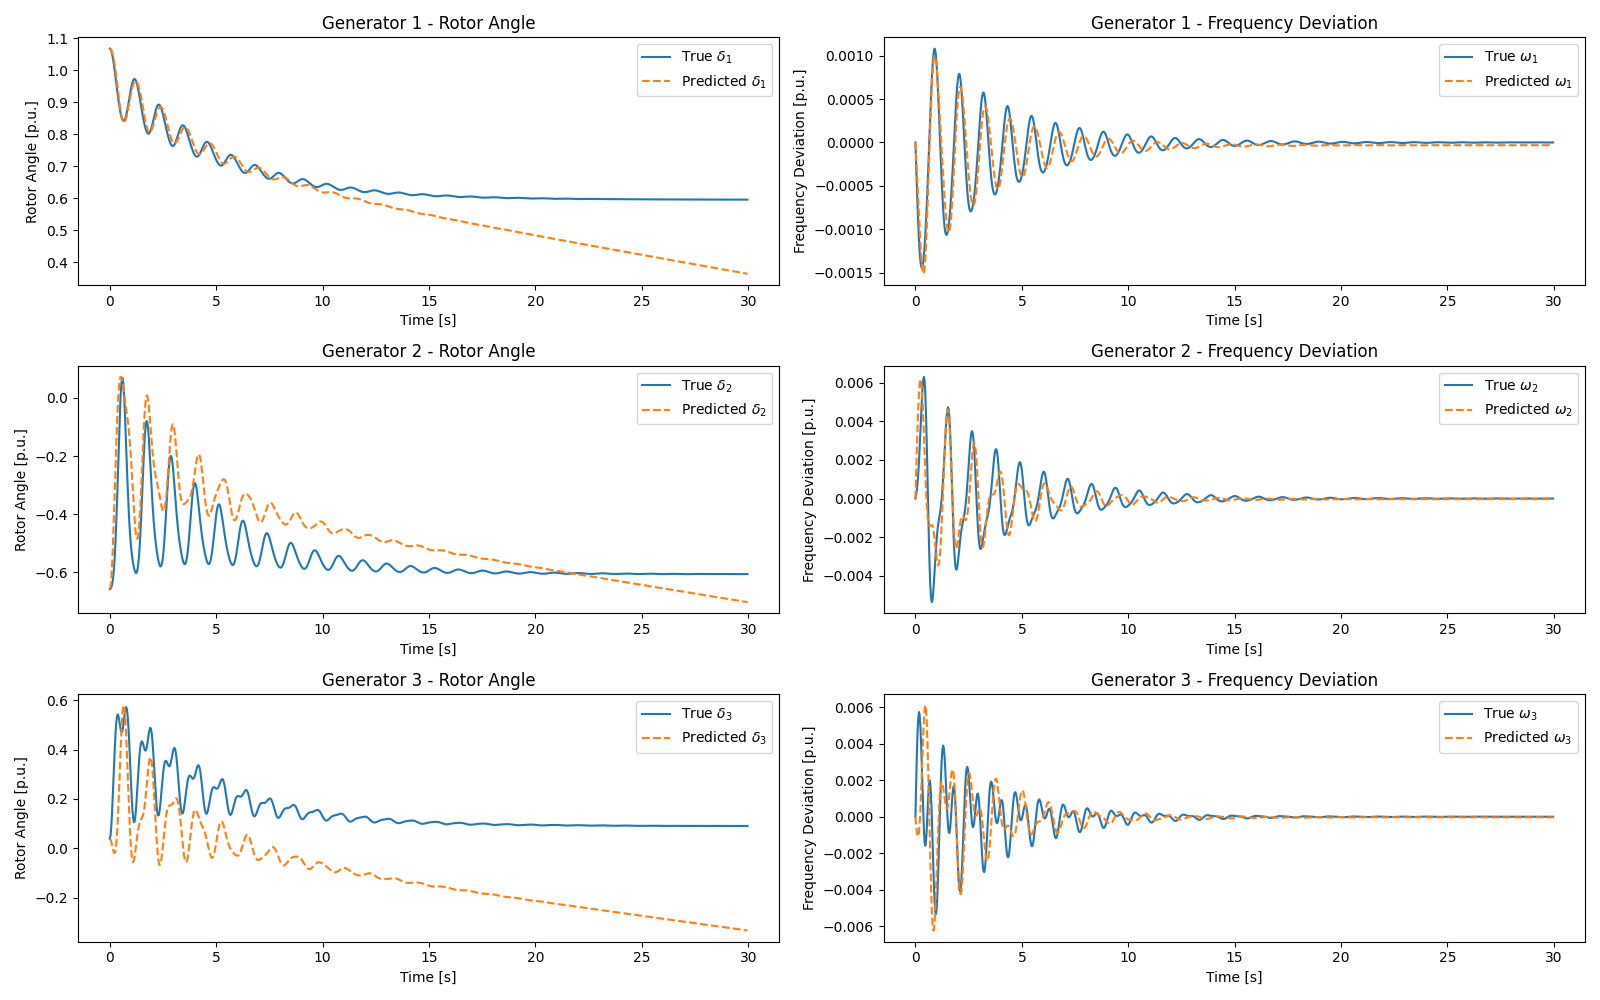 Generator 1 - Rotor Angle
Rotor Angle [p.u.]
1.1
1.0
0.9
0.8
0.7
0.6
0.5
0.4
True δ1
Predicted δ1
0 5 10 15 20 25 30
Time [s]
Generator 1 - Frequency Deviation
Frequency Deviation [p.u.]
0.0010
0.0005
0.0000
−0.0005
−0.0010
−0.0015
True ω1
Predicted ω1
0 5 10 15 20 25 30
Time [s]
Generator 2 - Rotor Angle
Rotor Angle [p.u.]
0.0
−0.2
−0.4
−0.6
True δ2
Predicted δ2
0 5 10 15 20 25 30
Time [s]
Generator 2 - Frequency Deviation
Frequency Deviation [p.u.]
0.006
0.004
0.002
0.000
−0.002
−0.004
True ω2
Predicted ω2
0 5 10 15 20 25 30
Time [s]
Generator 3 - Rotor Angle
Rotor Angle [p.u.]
0.6
0.4
0.2
0.0
−0.2
True δ3
Predicted δ3
0 5 10 15 20 25 30
Time [s]
Generator 3 - Frequency Deviation
Frequency Deviation [p.u.]
0.006
0.004
0.002
0.000
−0.002
−0.004
−0.006
True ω3
Predicted ω3
0 5 10 15 20 25 30
Time [s]